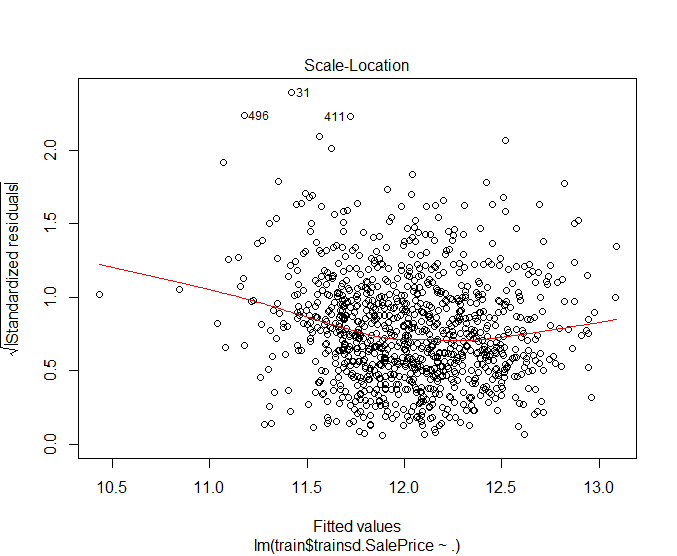 Scale-Location
31
496
411
√|Standardized residuals|
2.0
1.5
1.0
0.5
0.0
10.5 11.0 11.5 12.0 12.5 13.0
Fitted values
lm(train$trainsd.SalePrice ~ .)